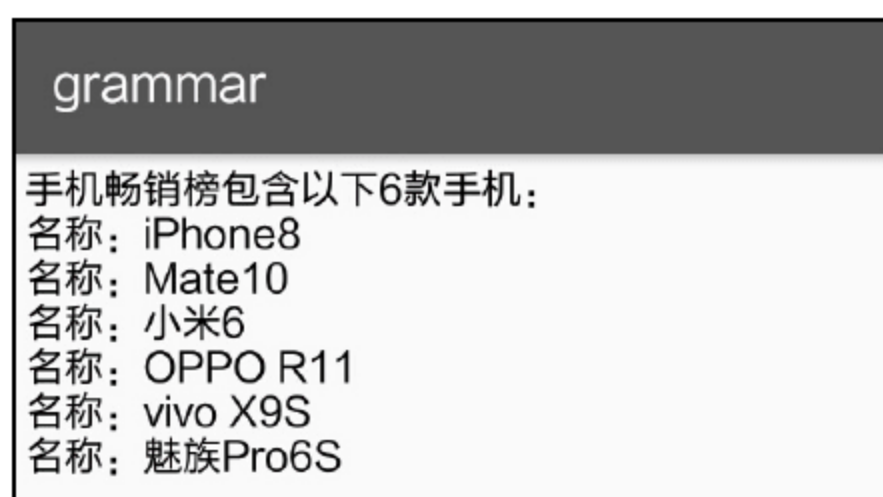 grammar
手机畅销榜包含以下6款手机：
名称：iPhone8
名称：Mate10
名称：小米6
名称：OPPO R11
名称：vivo X9S
名称：魅族Pro6S